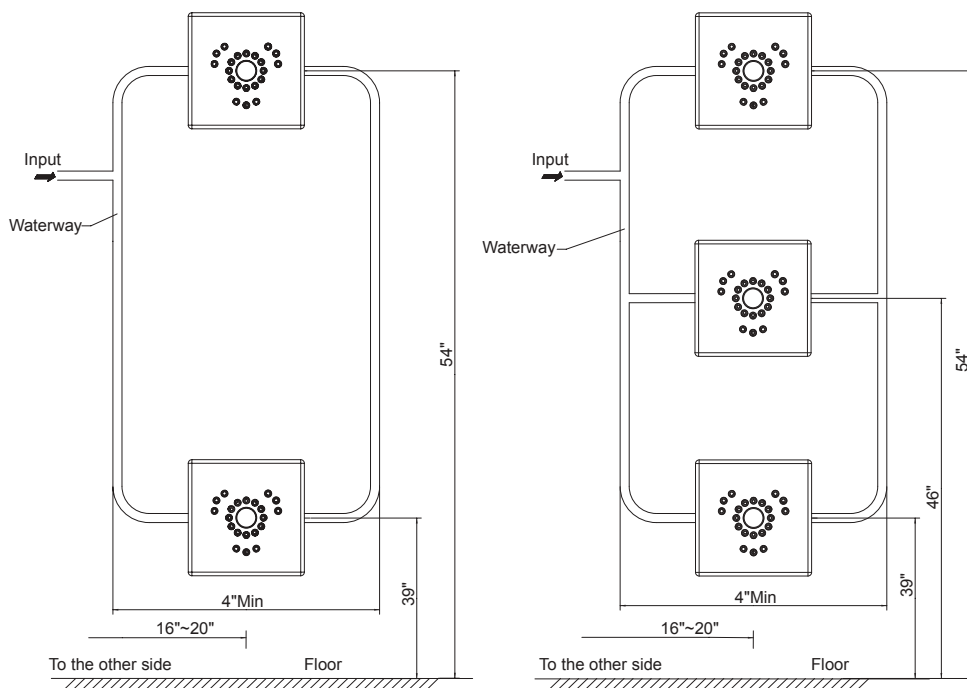 Input
Waterway
54"
39"
4"Min
16"~20"
To the other side Floor
Input
Waterway
54"
46"
39"
4"Min
16"~20"
To the other side Floor